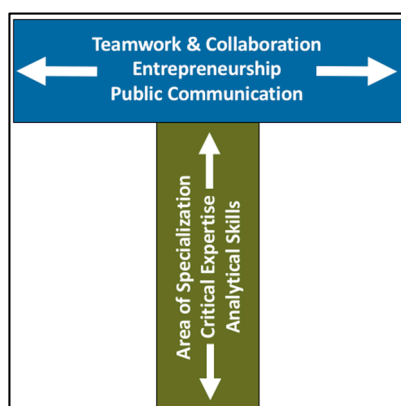 Teamwork & Collaboration
Entrepreneurship
Public Communication
Area of Specialization
Critical Expertise
Analytical Skills